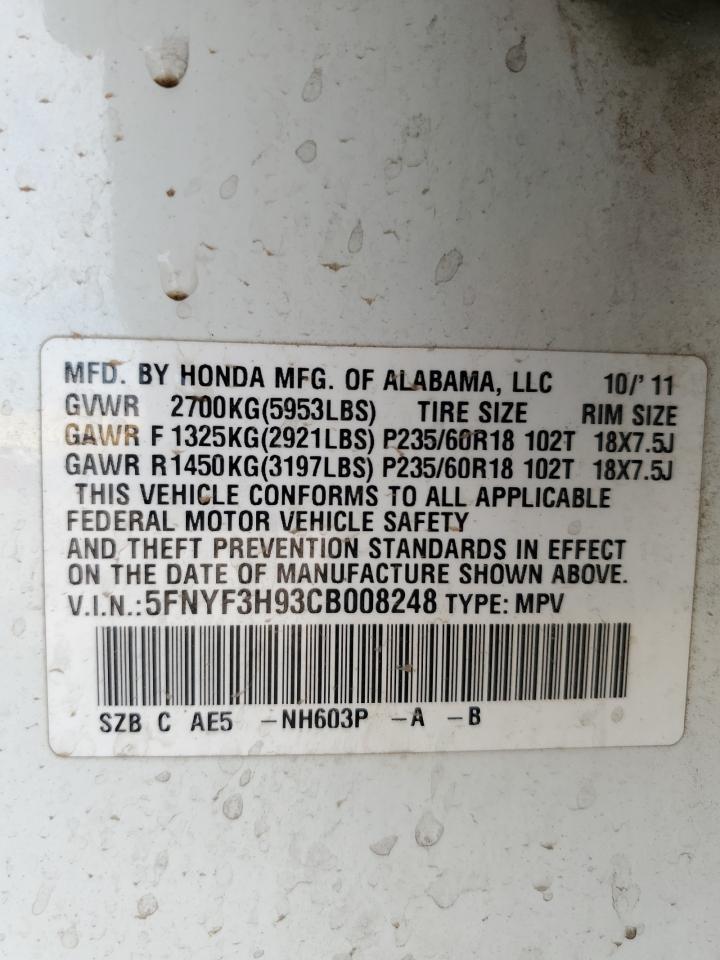 MFD. BY HONDA MFG. OF ALABAMA, LLC 10/'11
GVWR 2700KG(5953LBS) TIRE SIZE RIM SIZE
GAWR F 1325KG(2921LBS) P235/60R18 102T 18X7.5J
GAWR R 1450KG(3197LBS) P235/60R18 102T 18X7.5J
THIS VEHICLE CONFORMS TO ALL APPLICABLE
FEDERAL MOTOR VEHICLE SAFETY
AND THEFT PREVENTION STANDARDS IN EFFECT
ON THE DATE OF MANUFACTURE SHOWN ABOVE.
V.I.N.:5FNYF3H93CB008248 TYPE: MPV
SZB C AE5 -NH603P -A -B